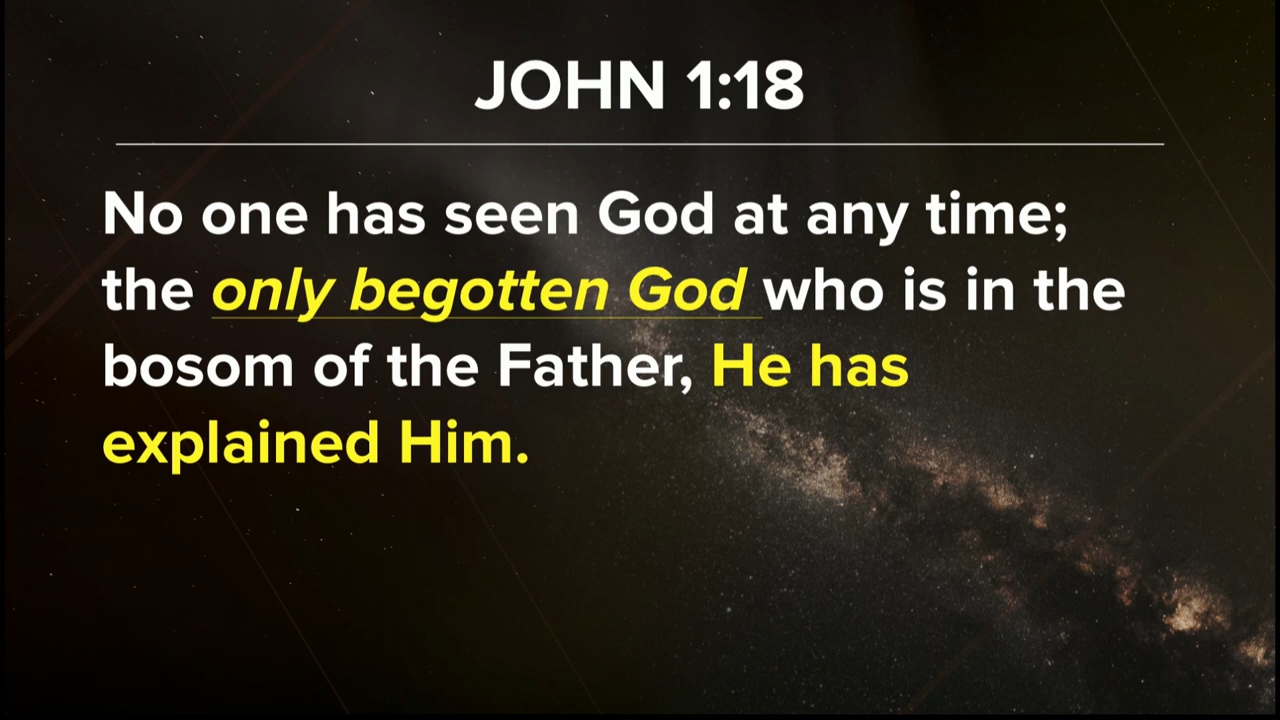 JOHN 1:18
No one has seen God at any time;
the only begotten God who is in the
bosom of the Father, He has
explained Him.